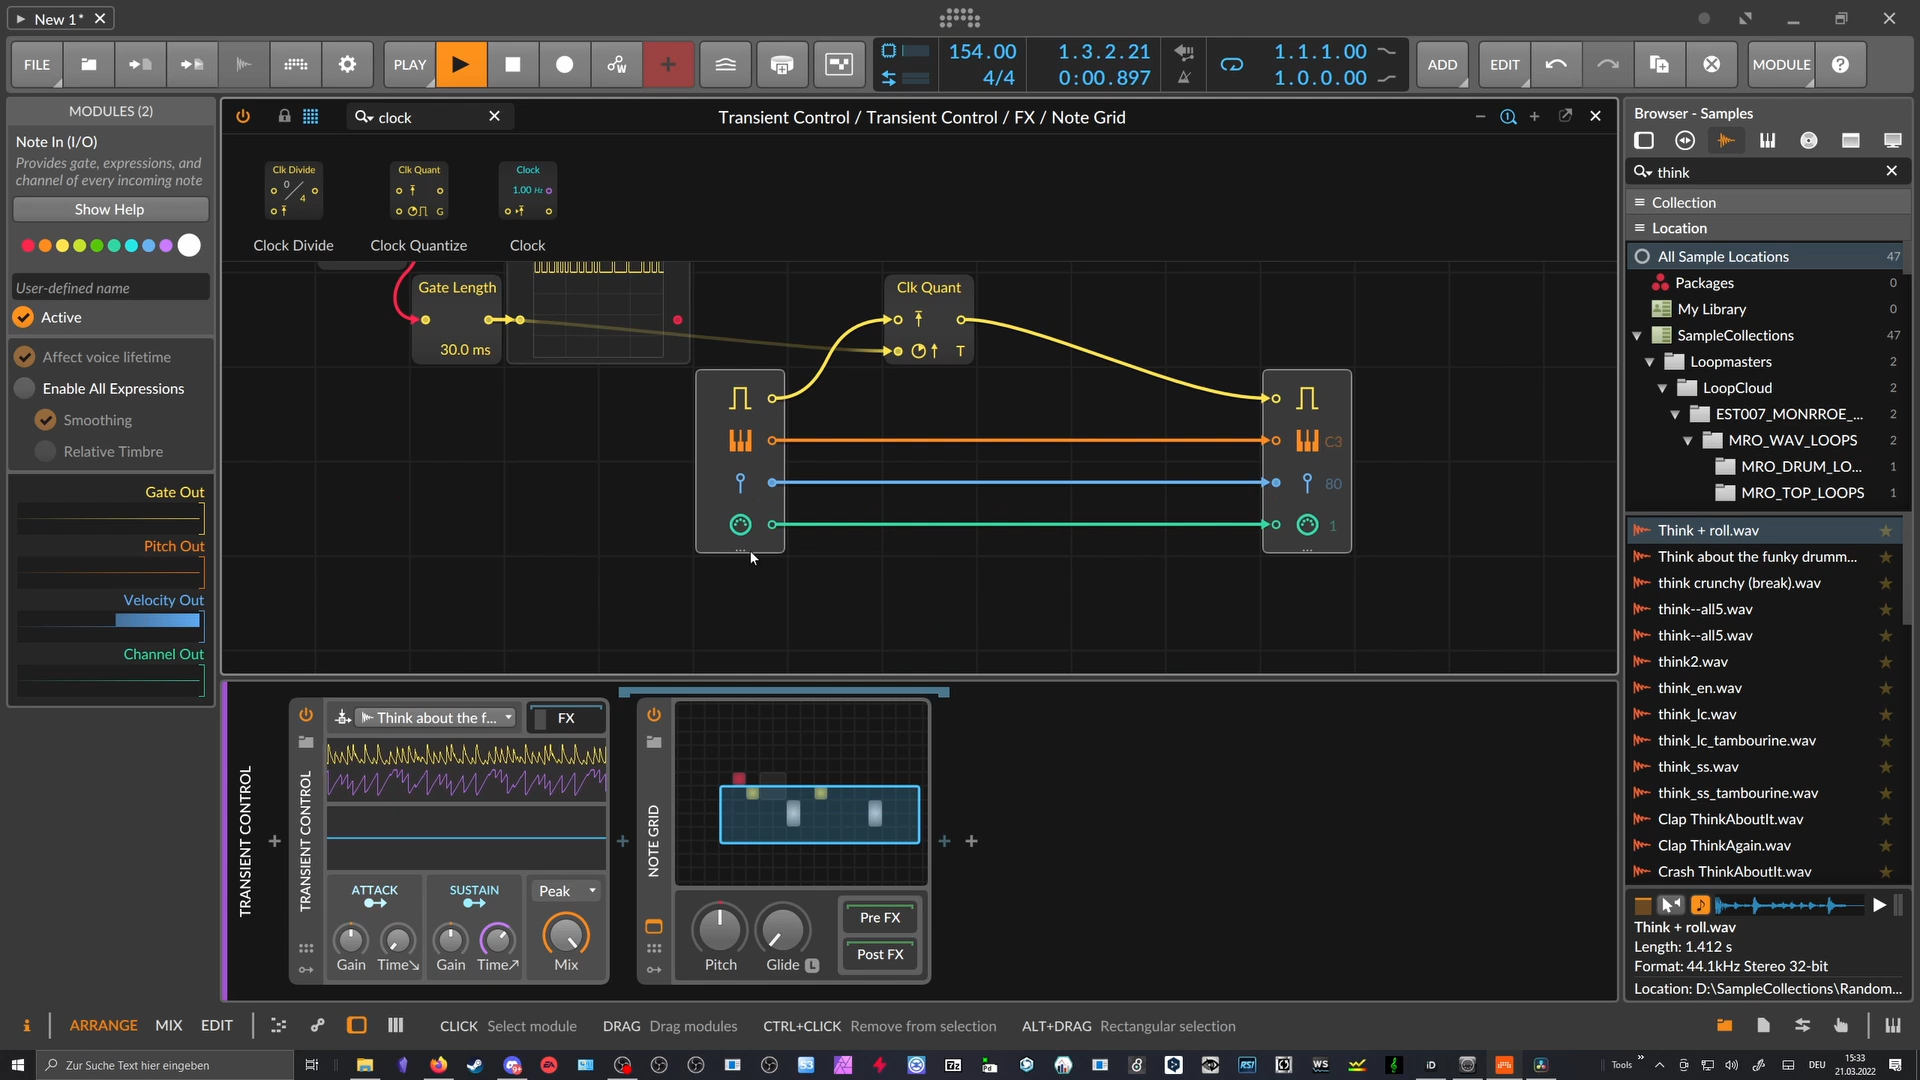 New 1*
FILE
PLAY
154.00
4/4
1.3.2.21
0:00.897
1.1.1.00
1.0.0.00
ADD
EDIT
MODULE
MODULES (2)
Note In (I/O)
Provides gate, expressions, and
channel of every incoming note
Show Help
User-defined name
Active
Affect voice lifetime
Enable All Expressions
Smoothing
Relative Timbre
Gate Out
Pitch Out
Velocity Out
Channel Out
clock
Transient Control / Transient Control / FX / Note Grid
Clk Divide
0
4
Clock Divide
Clk Quant
G
Clock Quantize
Clock
1.00 Hz
Clock
Gate Length
30.0 ms
Clk Quant
T
C3
80
1
TRANSIENT CONTROL
TRANSIENT CONTROL
Think about the f...
FX
ATTACK
SUSTAIN
Peak
Gain
Time
Gain
Time
Mix
NOTE GRID
Pitch
Glide
L
Pre FX
Post FX
Browser - Samples
think
Collection
Location
All Sample Locations 47
Packages 0
My Library 0
SampleCollections 47
Loopmasters 2
LoopCloud 2
EST007_MONRROE_... 2
MRO_WAV_LOOPS 2
MRO_DRUM_LO... 1
MRO_TOP_LOOPS 1
Think + roll.wav
Think about the funky drumm...
think crunchy (break).wav
think--all5.wav
think--all5.wav
think2.wav
think_en.wav
think_lc.wav
think_lc_tambourine.wav
think_ss.wav
think_ss_tambourine.wav
Clap ThinkAboutIt.wav
Clap ThinkAgain.wav
Crash ThinkAboutIt.wav
Think + roll.wav
Length: 1.412 s
Format: 44.1kHz Stereo 32-bit
Location: D:\SampleCollections\Random...
ARRANGE
MIX
EDIT
CLICK Select module
DRAG Drag modules
CTRL+CLICK Remove from selection
ALT+DRAG Rectangular selection
Zur Suche Text hier eingeben
Tools
DEU
15:33
21.03.2022